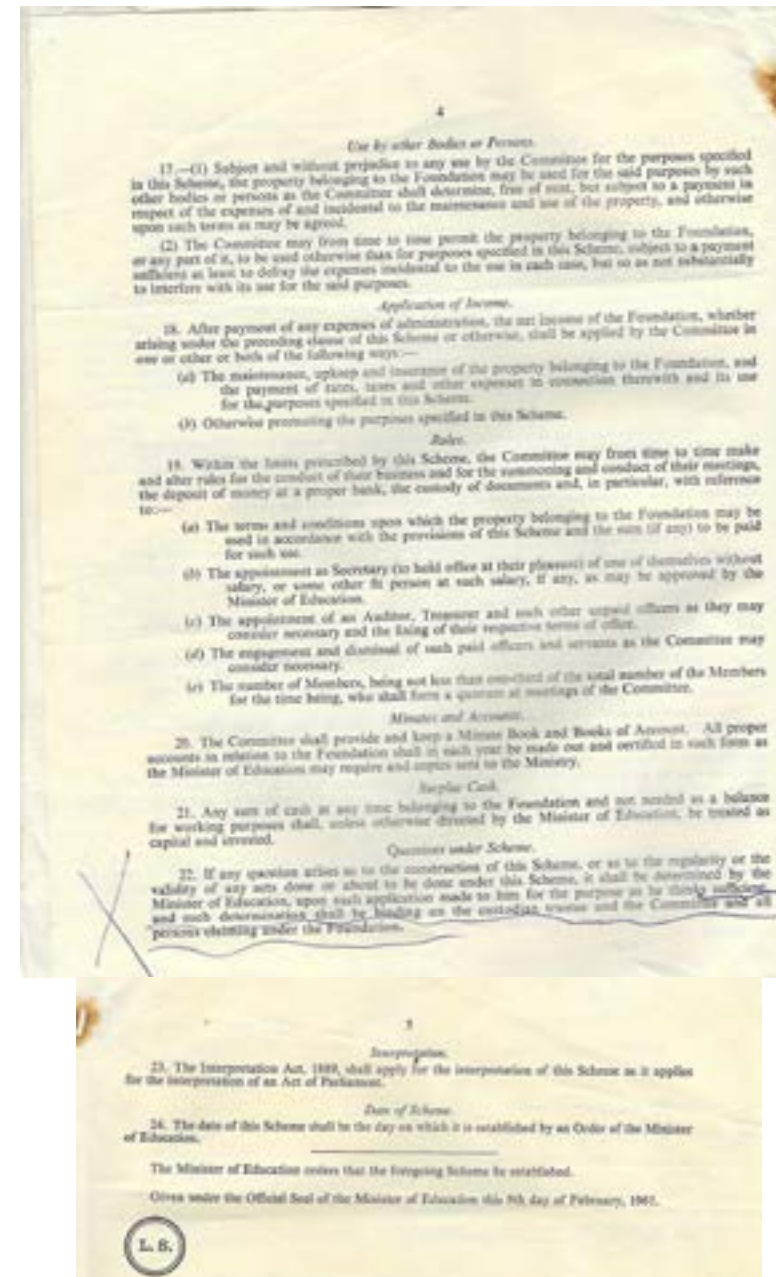 4
Use by other Bodies or Persons.
17.—(1) Subject and without prejudice to any use by the Committee for the purposes specified
in this Scheme, the property belonging to the Foundation may be used for the said purposes by such
other bodies or persons as the Committee shall determine, free of rent, but subject to a payment in
respect of the expenses of and incidental to the maintenance and use of the property, and otherwise
upon such terms as may be agreed.
(2) The Committee may from time to time permit the property belonging to the Foundation,
or any part of it, to be used otherwise than for purposes specified in this Scheme, subject to a payment
sufficient at least to defray the expenses incidental to the use in each case, but so as not substantially
to interfere with its use for the said purposes.
Application of Income.
18. After payment of any expenses of administration, the net income of the Foundation, whether
arising under the preceding clause of this Scheme or otherwise, shall be applied by the Committee in
one or other or both of the following ways:—
(a) The maintenance, upkeep and insurance of the property belonging to the Foundation, and
the payment of rates, taxes and other expenses in connection therewith and its use
for the purposes specified in this Scheme.
(b) Otherwise promoting the purposes specified in this Scheme.
Rules.
19. Within the limits prescribed by this Scheme, the Committee may from time to time make
and alter rules for the conduct of their business and for the summoning and conduct of their meetings,
the deposit of money at a proper bank, the custody of documents and, in particular, with reference
to:—
(a) The terms and conditions upon which the property belonging to the Foundation may be
used in accordance with the provisions of this Scheme and the sum (if any) to be paid
for such use.
(b) The appointment as Secretary (to hold office at their pleasure) of one of themselves without
salary, or some other fit person at such salary, if any, as may be approved by the
Minister of Education.
(c) The appointment of an Auditor, Treasurer and such other unpaid officers as they may
consider necessary and the fixing of their respective terms of office.
(d) The engagement and dismissal of such paid officers and servants as the Committee may
consider necessary.
(e) The number of Members, being not less than one-third of the total number of the Members
for the time being, who shall form a quorum at meetings of the Committee.
Minutes and Accounts.
20. The Committee shall provide and keep a Minute Book and Books of Account. All proper
accounts in relation to the Foundation shall in each year be made out and certified in such form as
the Minister of Education may require and copies sent to the Ministry.
Surplus Cash.
21. Any sum of cash at any time belonging to the Foundation and not needed as a balance
for working purposes shall, unless otherwise directed by the Minister of Education, be treated as
capital and invested.
Questions under Scheme.
22. If any question arises as to the construction of this Scheme, or as to the regularity or the
validity of any acts done or about to be done under this Scheme, it shall be determined by the
Minister of Education, upon such application made to him for the purpose as he thinks sufficient,
and such determination shall be binding on the custodian trustee and the Committee and all
persons claiming under the Foundation.
5
Interpretation.
23. The Interpretation Act, 1889, shall apply for the interpretation of this Scheme as it applies
for the interpretation of an Act of Parliament.
Date of Scheme.
24. The date of this Scheme shall be the day on which it is established by an Order of the Minister
of Education.
The Minister of Education orders that the foregoing Scheme be established.
Given under the Official Seal of the Minister of Education this 9th day of February,
L. S.